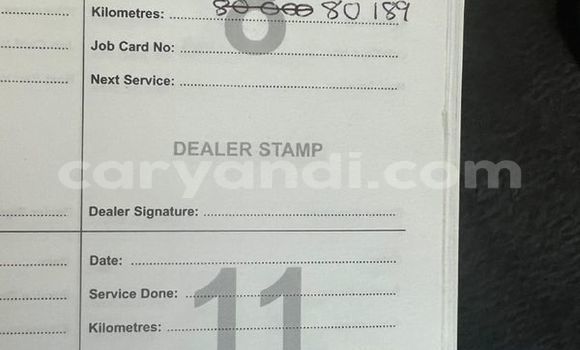 Kilometres: 80 000 80 189
Job Card No:
Next Service:
DEALER STAMP
caryandi.com
Dealer Signature:
Date:
Service Done:
11
Kilometres: